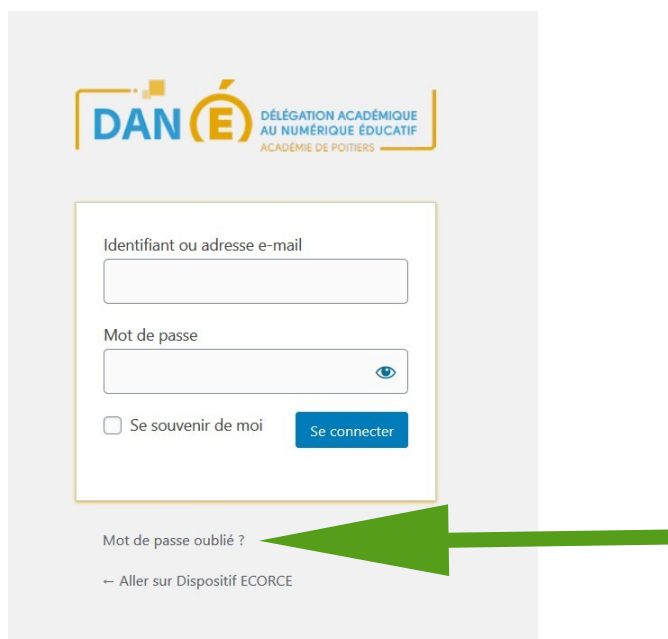 DAN É
DÉLÉGATION ACADÉMIQUE
AU NUMÉRIQUE ÉDUCATIF
ACADÉMIE DE POITIERS
Identifiant ou adresse e-mail
Mot de passe
Se souvenir de moi
Se connecter
Mot de passe oublié ?
← Aller sur Dispositif ECORCE